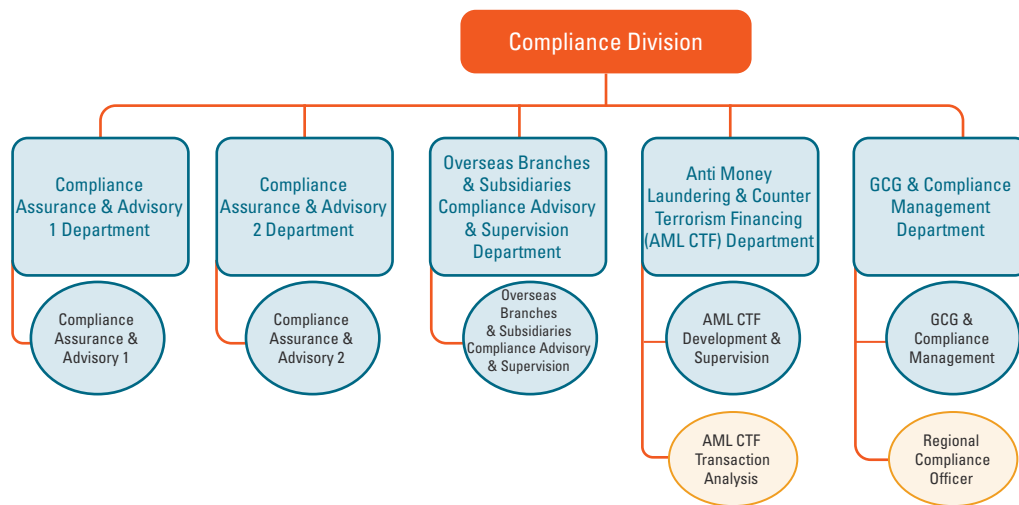 Compliance Division
Compliance
Assurance & Advisory
1 Department
Compliance
Assurance & Advisory
2 Department
Overseas Branches
& Subsidiaries
Compliance Advisory
& Supervision
Department
Anti Money
Laundering & Counter
Terrorism Financing
(AML CTF) Department
GCG & Compliance
Management
Department
Compliance
Assurance &
Advisory 1
Compliance
Assurance &
Advisory 2
Overseas
Branches
& Subsidiaries
Compliance Advisory
& Supervision
AML CTF
Development &
Supervision
GCG &
Compliance
Management
AML CTF
Transaction
Analysis
Regional
Compliance
Officer